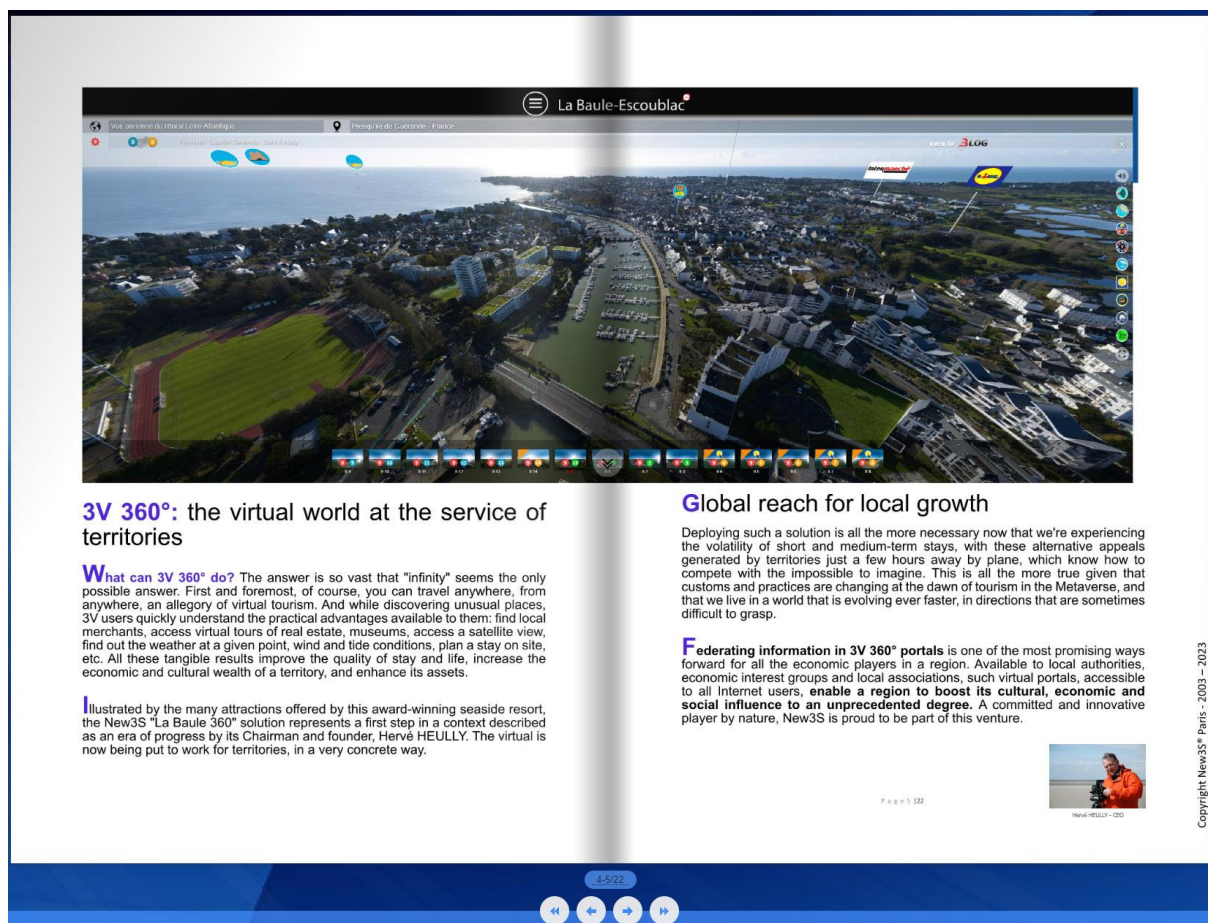 La Baule-Escoublac
Vue aérienne du littoral Loire-Atlantique
Presqu'île de Guérande - France
vers le BLOG
Intermarché
LIDL
3V 360°: the virtual world at the service of
territories
What can 3V 360° do? The answer is so vast that "infinity" seems the only
possible answer. First and foremost, of course, you can travel anywhere, from
anywhere, an allegory of virtual tourism. And while discovering unusual places,
3V users quickly understand the practical advantages available to them: find local
merchants, access virtual tours of real estate, museums, access a satellite view,
find out the weather at a given point, wind and tide conditions, plan a stay on site,
etc. All these tangible results improve the quality of stay and life, increase the
economic and cultural wealth of a territory, and enhance its assets.
Illustrated by the many attractions offered by this award-winning seaside resort,
the New3S "La Baule 360" solution represents a first step in a context described
as an era of progress by its Chairman and founder, Hervé HEULLY. The virtual is
now being put to work for territories, in a very concrete way.
Global reach for local growth
Deploying such a solution is all the more necessary now that we're experiencing
the volatility of short and medium-term stays, with these alternative appeals
generated by territories just a few hours away by plane, which know how to
compete with the impossible to imagine. This is all the more true given that
customs and practices are changing at the dawn of tourism in the Metaverse, and
that we live in a world that is evolving ever faster, in directions that are sometimes
difficult to grasp.
Federating information in 3V 360° portals is one of the most promising ways
forward for all the economic players in a region. Available to local authorities,
economic interest groups and local associations, such virtual portals, accessible
to all Internet users, enable a region to boost its cultural, economic and
social influence to an unprecedented degree. A committed and innovative
player by nature, New3S is proud to be part of this venture.
Page 5 |22
Hervé HEULLY – CEO
Copyright New3S® Paris - 2003 – 2023
4-5/22